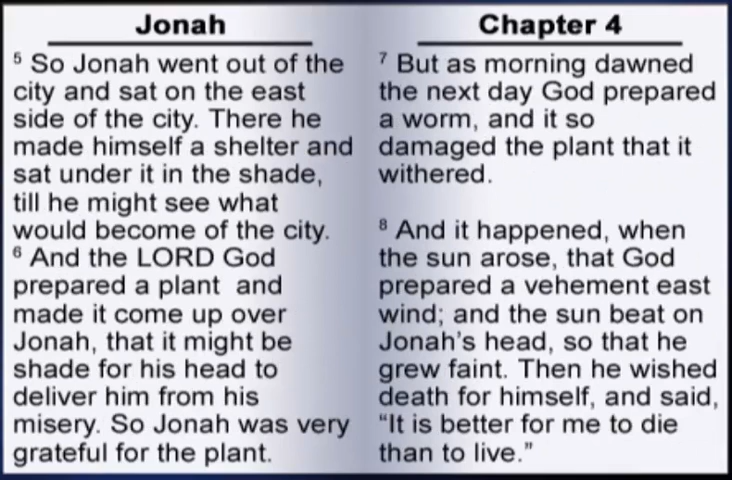 Jonah
5 So Jonah went out of the
city and sat on the east
side of the city. There he
made himself a shelter and
sat under it in the shade,
till he might see what
would become of the city.
6 And the LORD God
prepared a plant  and
made it come up over
Jonah, that it might be
shade for his head to
deliver him from his
misery. So Jonah was very
grateful for the plant.
Chapter 4
7 But as morning dawned
the next day God prepared
a worm, and it so
damaged the plant that it
withered.
8 And it happened, when
the sun arose, that God
prepared a vehement east
wind; and the sun beat on
Jonah's head, so that he
grew faint. Then he wished
death for himself, and said,
“It is better for me to die
than to live.”